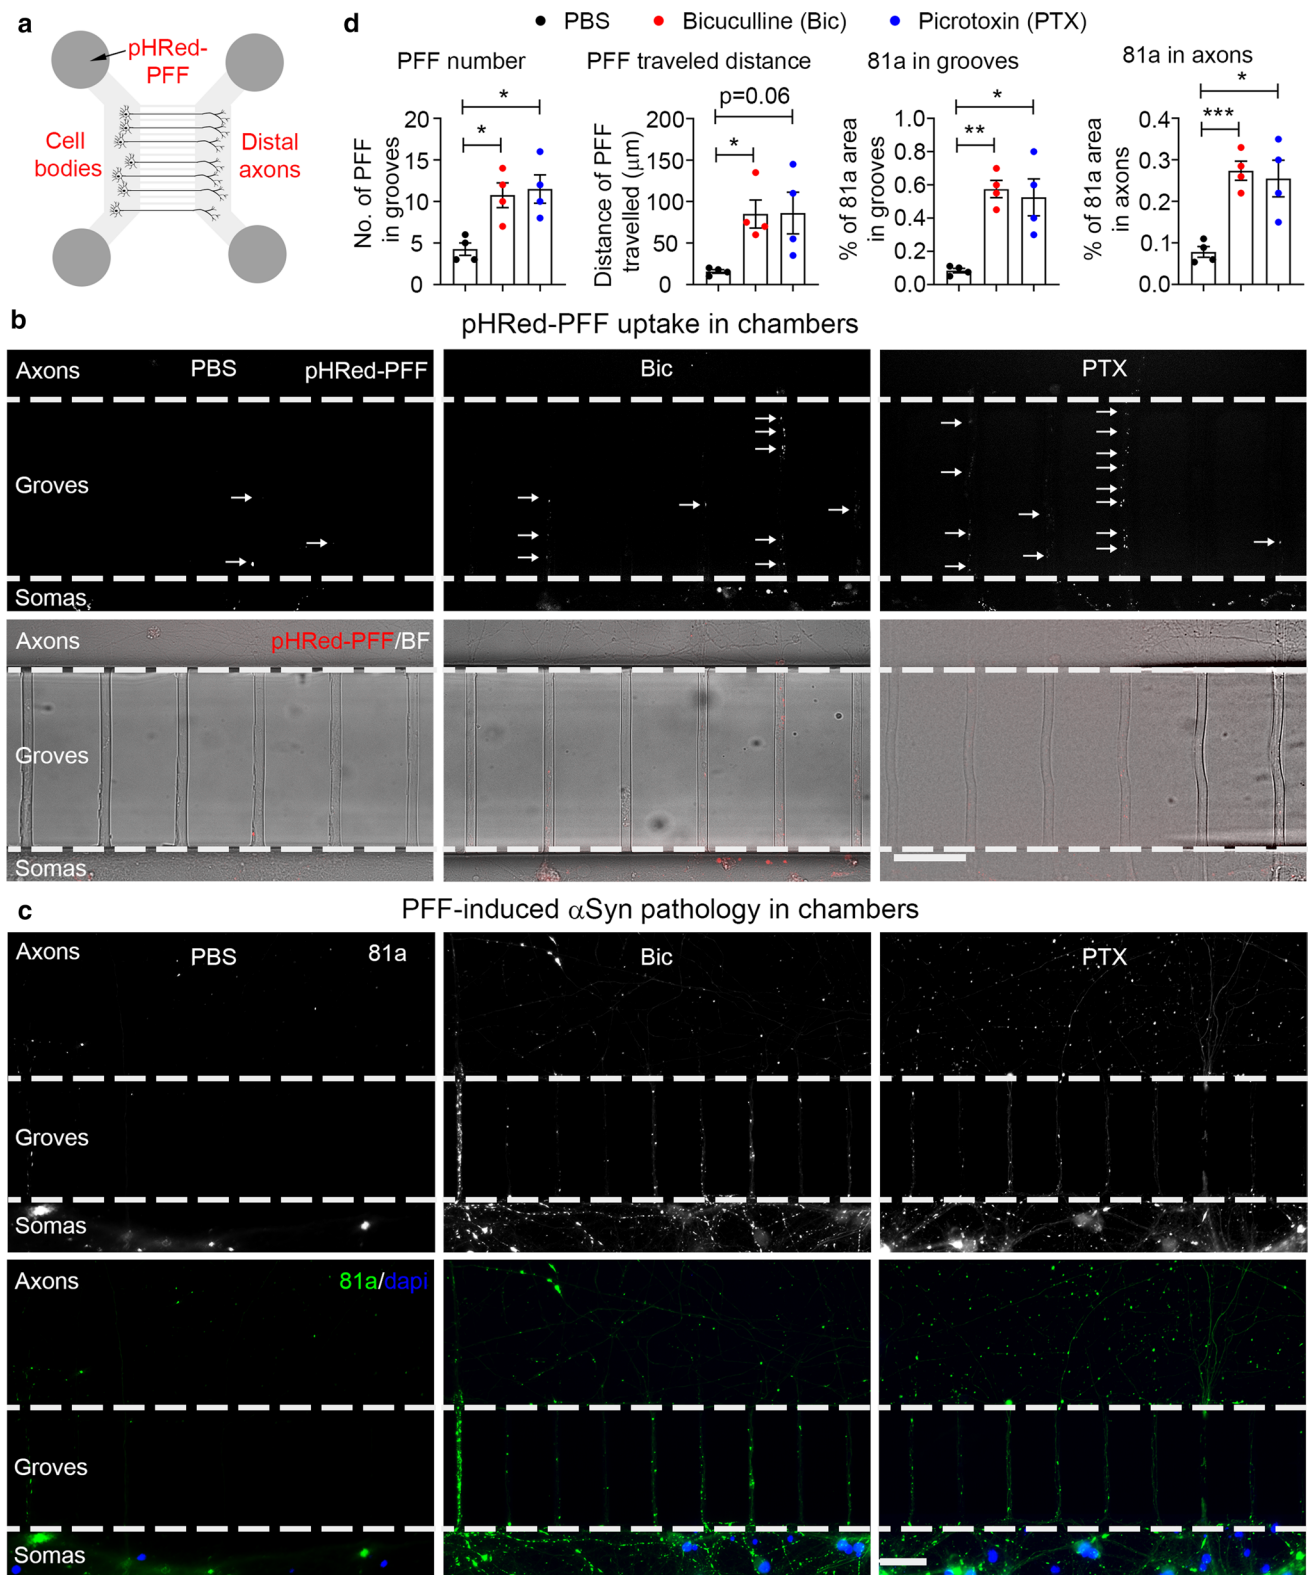 a
pHRed-
PFF
Cell
bodies
Distal
axons
d
PBS
Bicuculline (Bic)
Picrotoxin (PTX)
PFF number
No. of PFF
in grooves
20
15
10
5
0
*
*
PFF traveled distance
Distance of PFF
travelled (μm)
200
150
100
50
0
p=0.06
*
81a in grooves
% of 81a area
in grooves
1.0
0.8
0.6
0.4
0.2
0.0
*
**
81a in axons
% of 81a area
in axons
0.4
0.3
0.2
0.1
0.0
*
***
b
pHRed-PFF uptake in chambers
Axons
PBS
pHRed-PFF
Bic
PTX
Groves
Somas
Axons
pHRed-PFF/BF
Groves
Somas
c
PFF-induced αSyn pathology in chambers
Axons
PBS
81a
Bic
PTX
Groves
Somas
Axons
81a/dapi
Groves
Somas